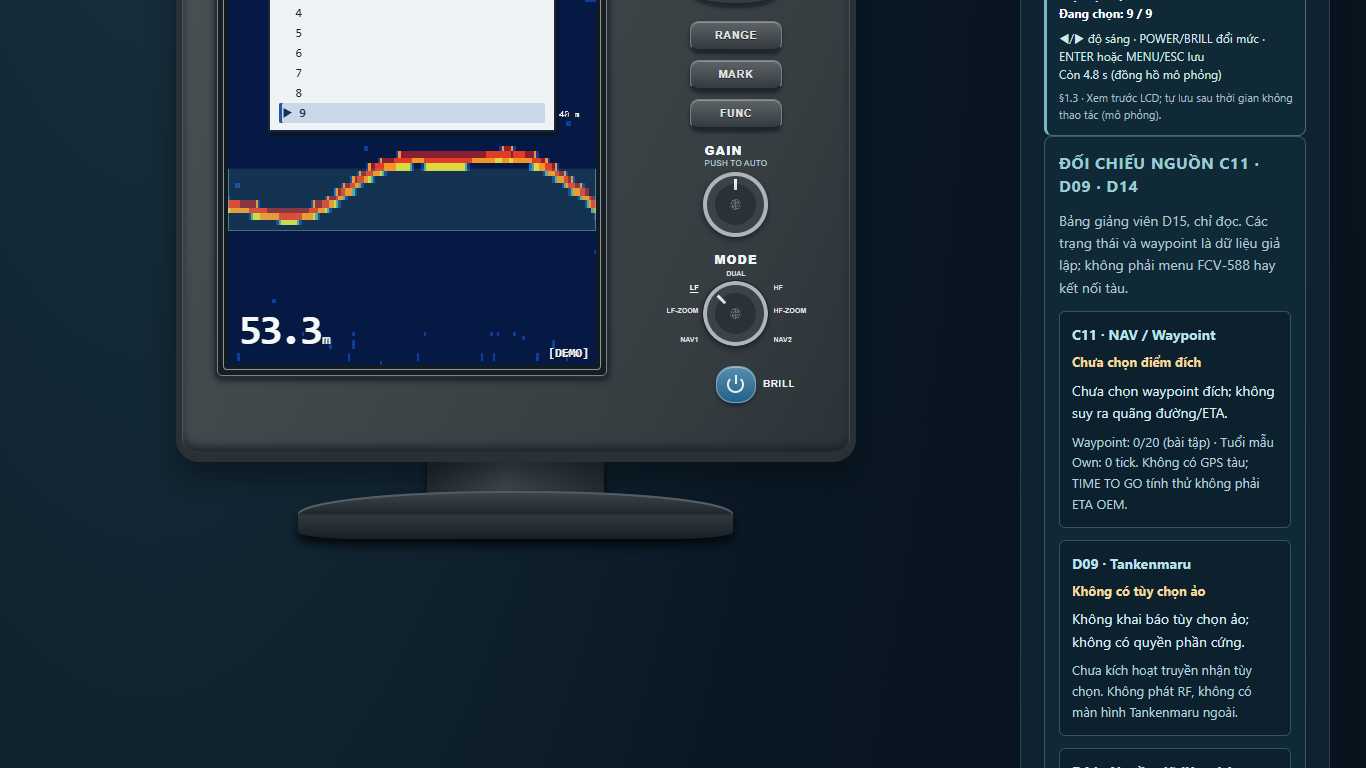 4
5
6
7
8
▶ 9
40 m
53.3m
[DEMO]
RANGE
MARK
FUNC
GAIN
PUSH TO AUTO
MODE
DUAL
LF
HF
LF-ZOOM
HF-ZOOM
NAV1
NAV2
BRILL
Đang chọn: 9 / 9
◀/▶ độ sáng · POWER/BRILL đổi mức ·
ENTER hoặc MENU/ESC lưu
Còn 4.8 s (đồng hồ mô phỏng)
§1.3 · Xem trước LCD; tự lưu sau thời gian không
thao tác (mô phỏng).
ĐỐI CHIẾU NGUỒN C11 ·
D09 · D14
Bảng giảng viên D15, chỉ đọc. Các
trạng thái và waypoint là dữ liệu giả
lập; không phải menu FCV-588 hay
kết nối tàu.
C11 · NAV / Waypoint
Chưa chọn điểm đích
Chưa chọn waypoint đích; không
suy ra quãng đường/ETA.
Waypoint: 0/20 (bài tập) · Tuổi mẫu
Own: 0 tick. Không có GPS tàu;
TIME TO GO tính thử không phải
ETA OEM.
D09 · Tankenmaru
Không có tùy chọn ảo
Không khai báo tùy chọn ảo;
không có quyền phần cứng.
Chưa kích hoạt truyền nhận tùy
chọn. Không phát RF, không có
màn hình Tankenmaru ngoài.